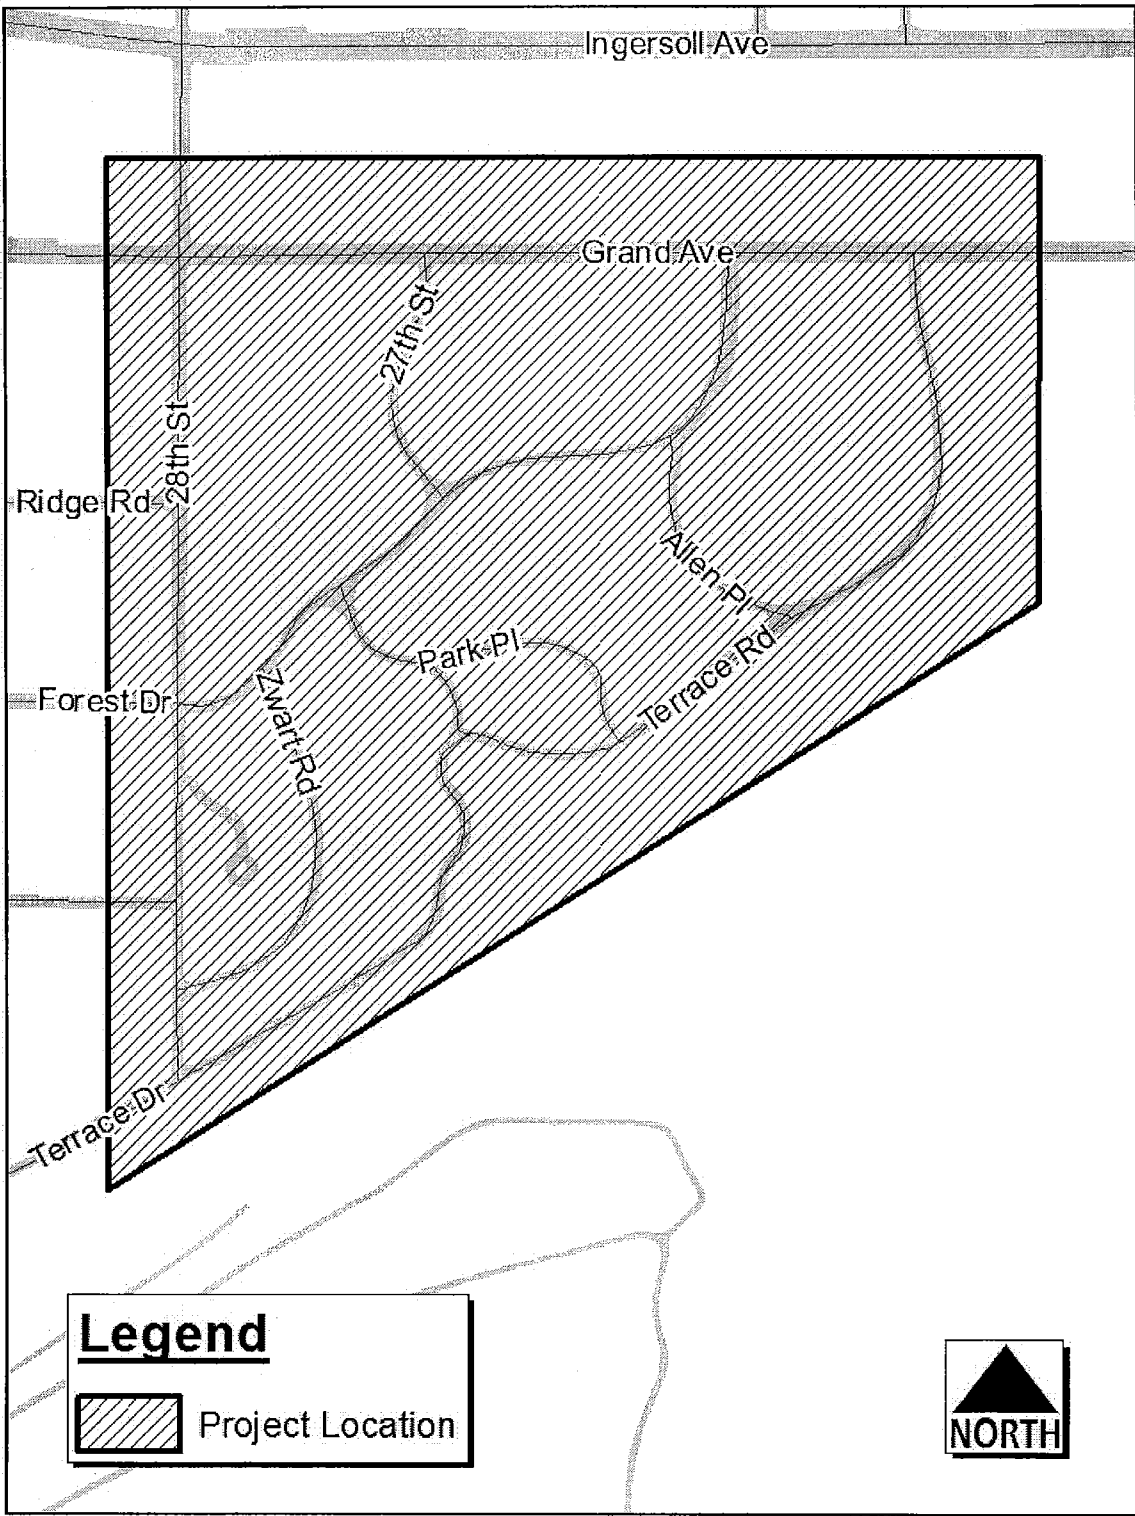 Ingersoll Ave
Grand Ave
27th St
28th St
Ridge Rd
Allen Pl
Park Pl
Terrace Rd
Forest Dr
Zwart Rd
Terrace Dr
Legend
Project Location
NORTH